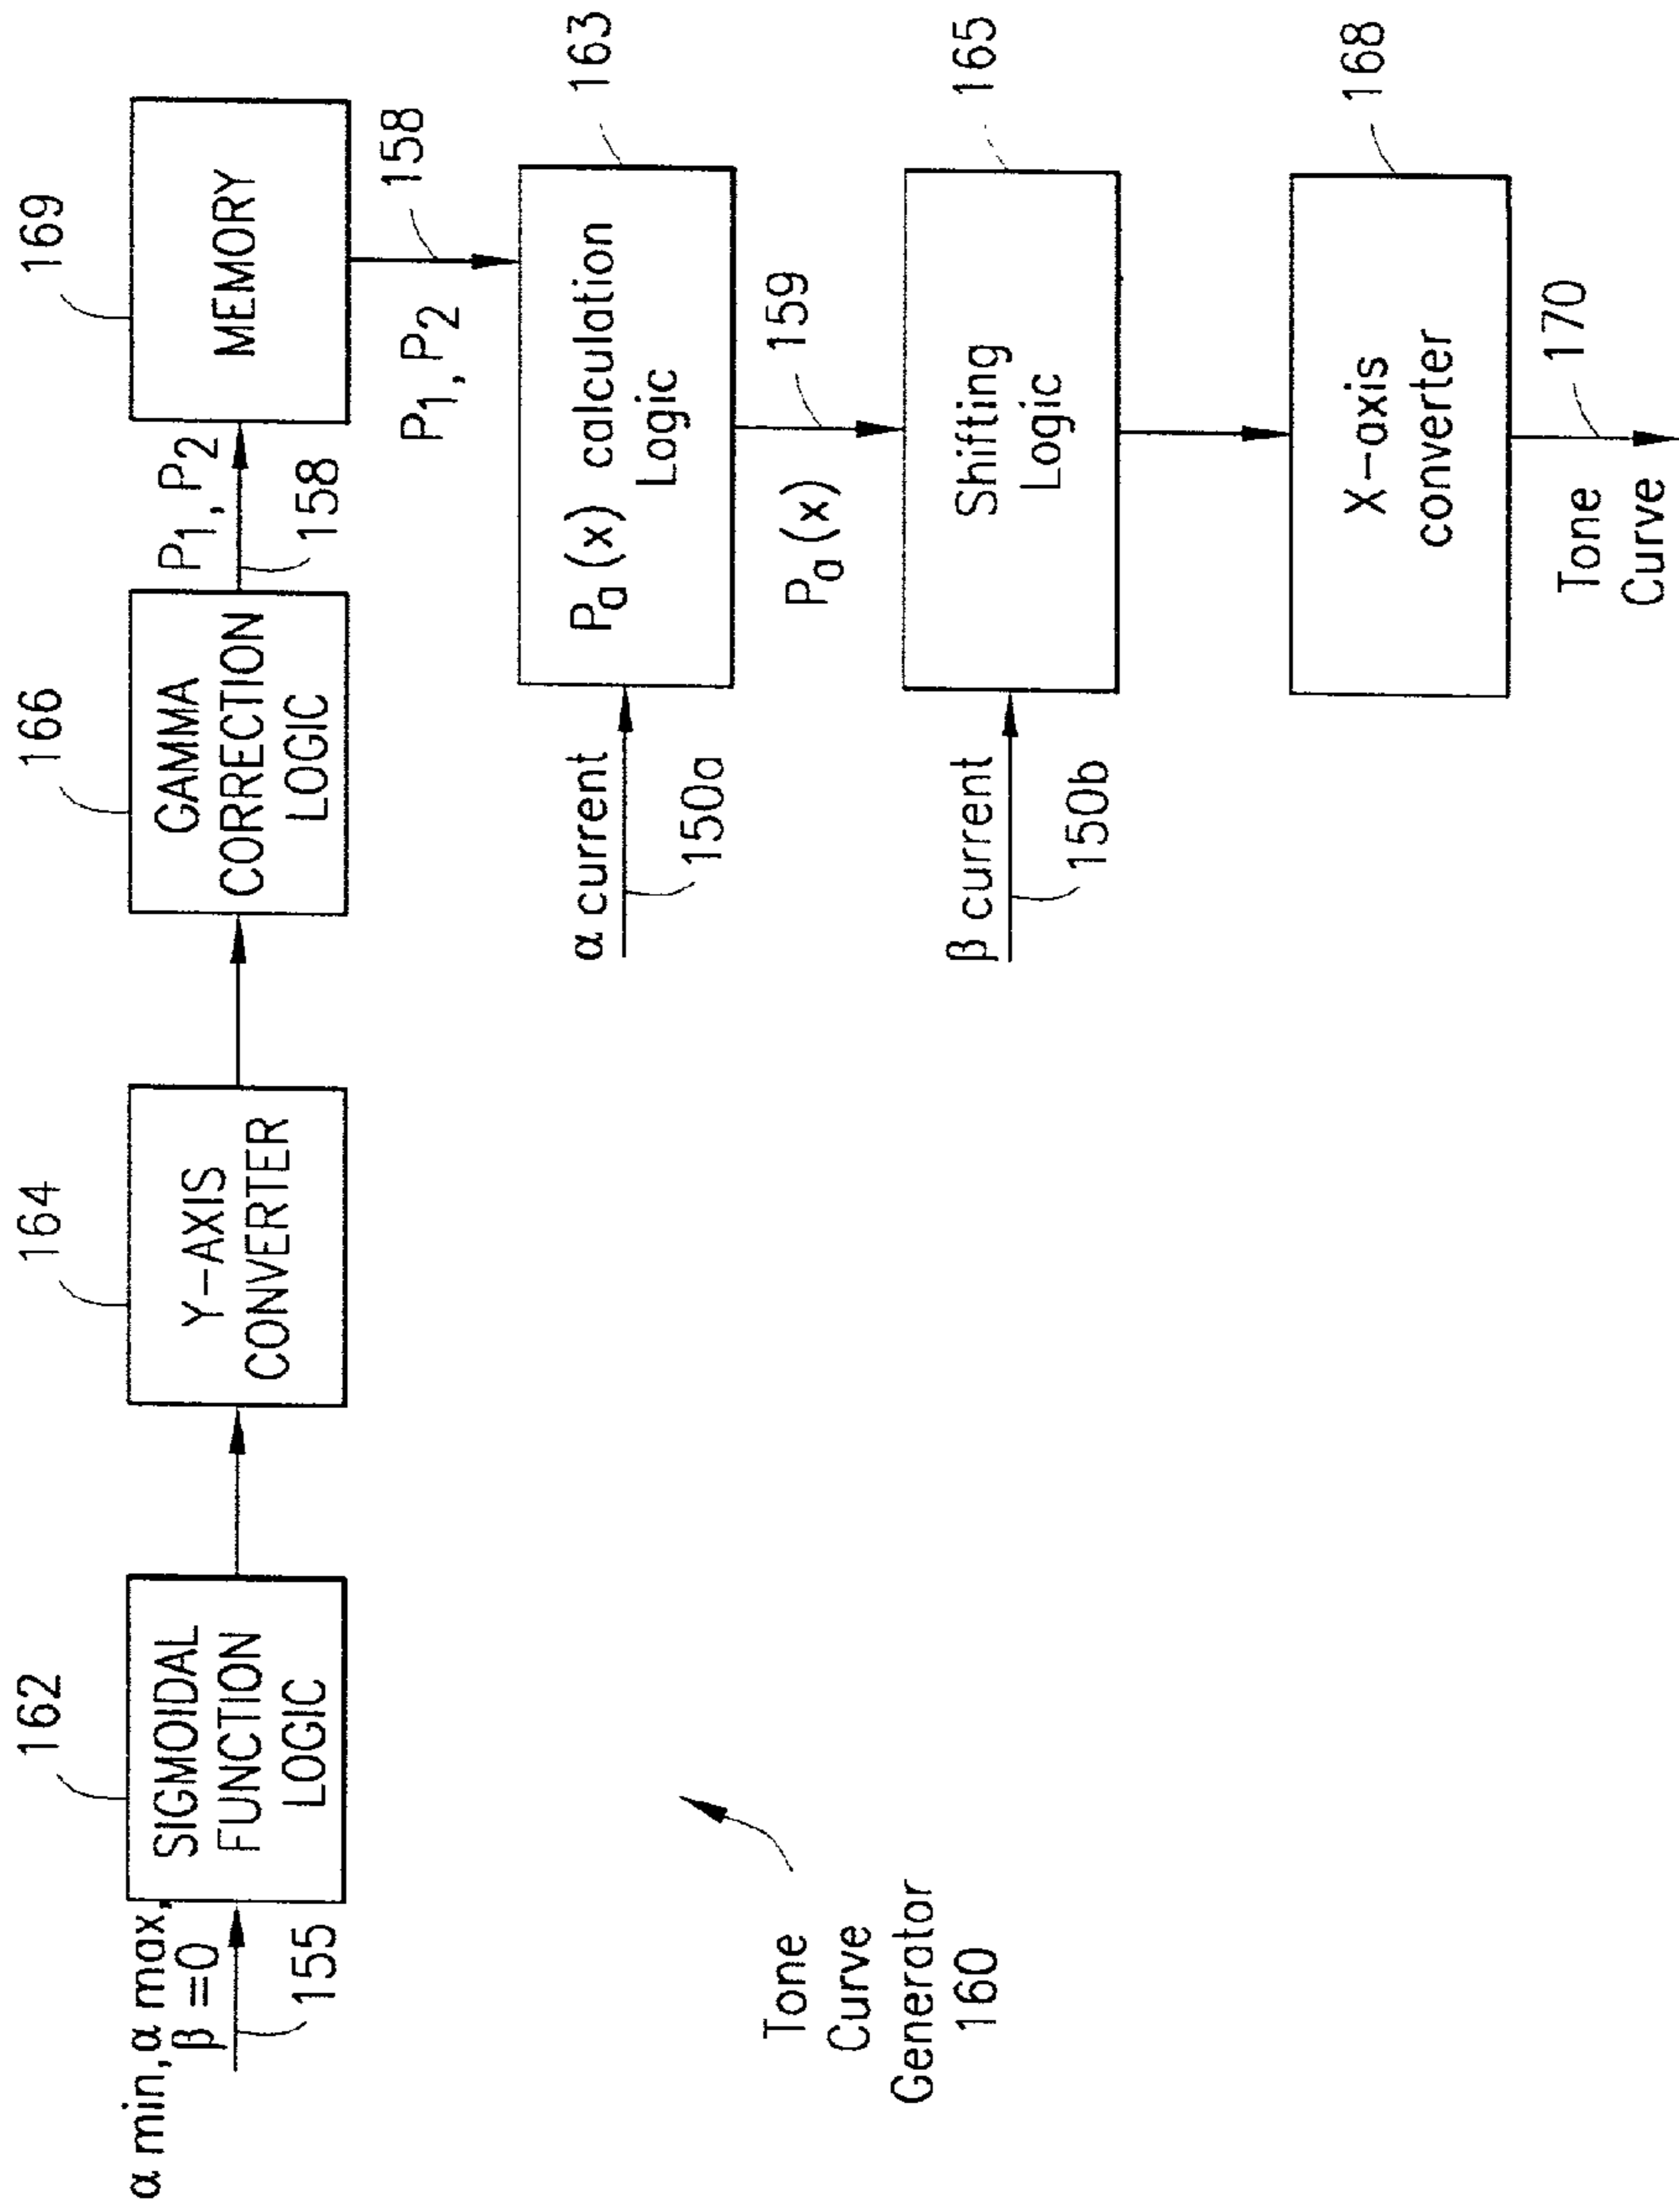 α min, α max,
β =0
155
162
SIGMOIDAL
FUNCTION
LOGIC
164
Y-AXIS
CONVERTER
166
GAMMA
CORRECTION
LOGIC
P1, P2
158
169
MEMORY
P1, P2
158
α current
150a
Pα (x) calculation
Logic
163
Pα (x)
159
β current
150b
Shifting
Logic
165
X-axis
converter
168
Tone
Curve
170
Tone
Curve
Generator
160